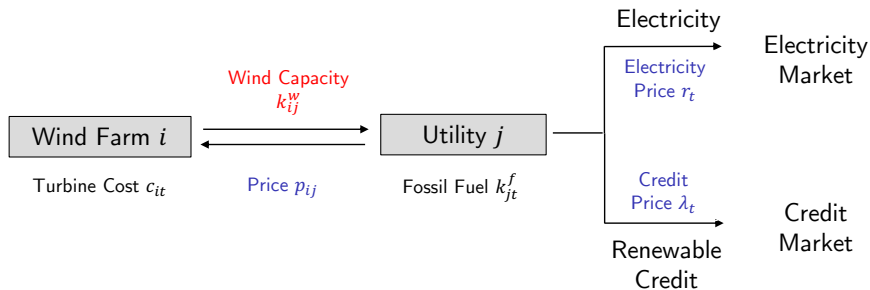 Electricity
Electricity
Price r_t
Electricity
Market
Wind Capacity
k_{ij}^w
Wind Farm i
Utility j
Turbine Cost c_{it}
Price p_{ij}
Fossil Fuel k_{jt}^f
Credit
Price λ_t
Credit
Market
Renewable
Credit